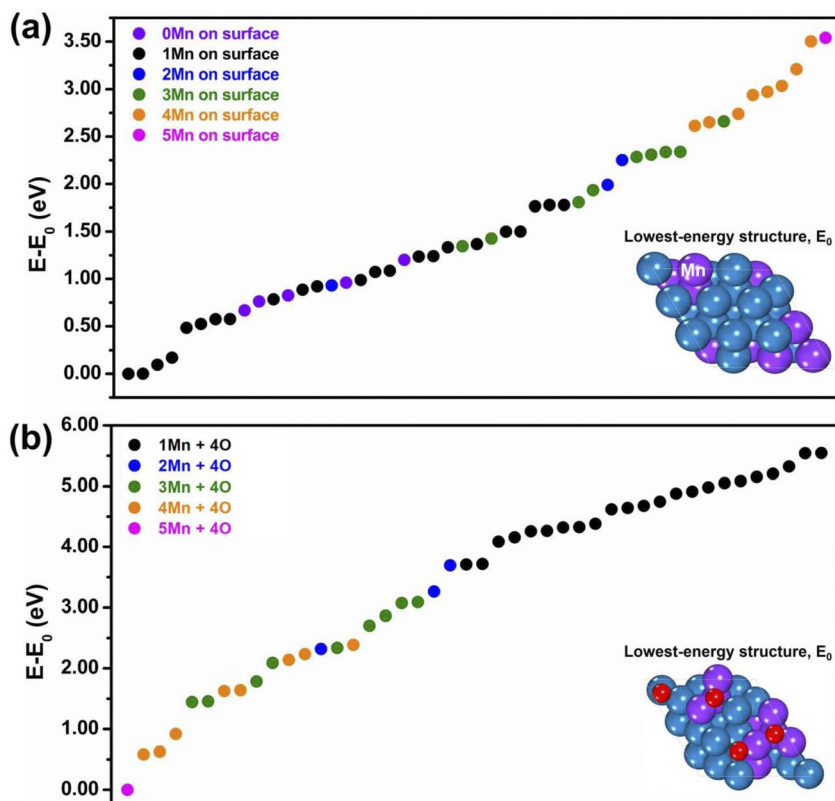 (a)
3.50
3.00
2.50
2.00
1.50
1.00
0.50
0.00
E-E0 (eV)
0Mn on surface
1Mn on surface
2Mn on surface
3Mn on surface
4Mn on surface
5Mn on surface
Lowest-energy structure, E0
Mn
(b)
6.00
5.00
4.00
3.00
2.00
1.00
0.00
E-E0 (eV)
1Mn + 4O
2Mn + 4O
3Mn + 4O
4Mn + 4O
5Mn + 4O
Lowest-energy structure, E0